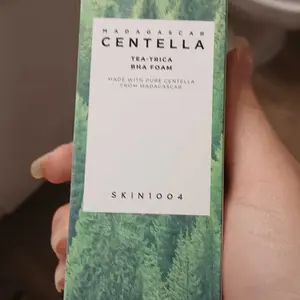 MADAGASCAR
CENTELLA
TEA-TRICA
BHA FOAM
MADE WITH PURE CENTELLA
FROM MADAGASCAR
SKIN1004